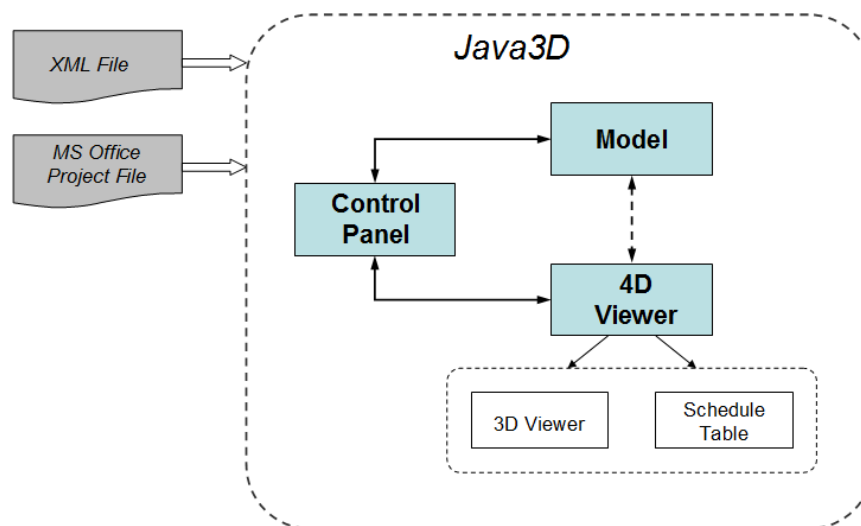 Java3D
XML File
MS Office
Project File
Model
Control
Panel
4D
Viewer
3D Viewer
Schedule
Table